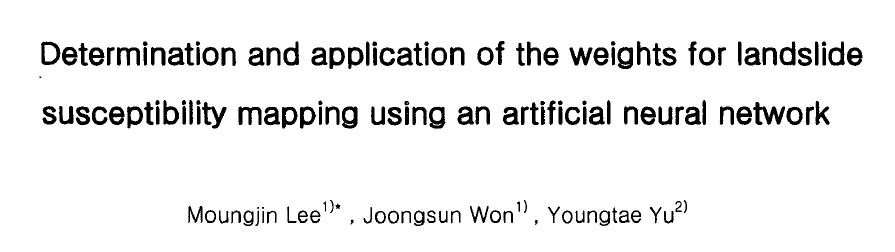 Determination and application of the weights for landslide
susceptibility mapping using an artificial neural network
Moungjin Lee1)* , Joongsun Won1) , Youngtae Yu2)